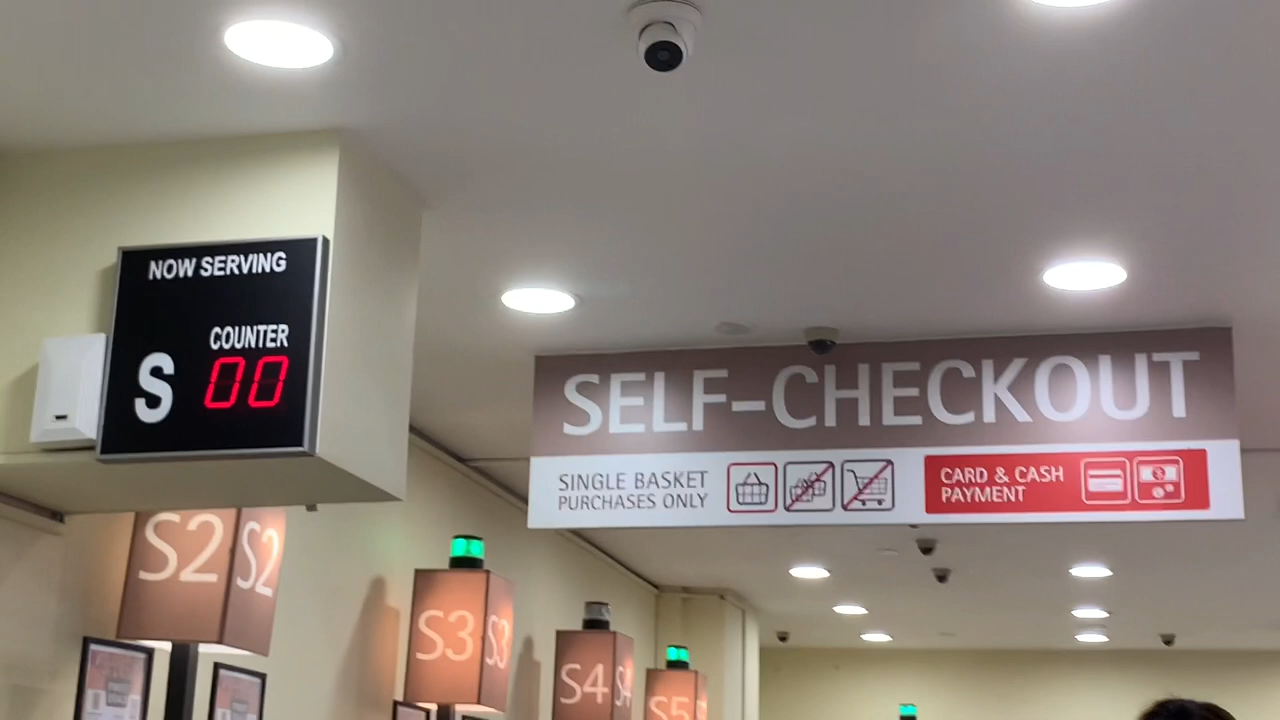 NOW SERVING
COUNTER
S 00
SELF-CHECKOUT
SINGLE BASKET
PURCHASES ONLY
CARD & CASH
PAYMENT
S2 S2
S3 S3
S4 S4
S5